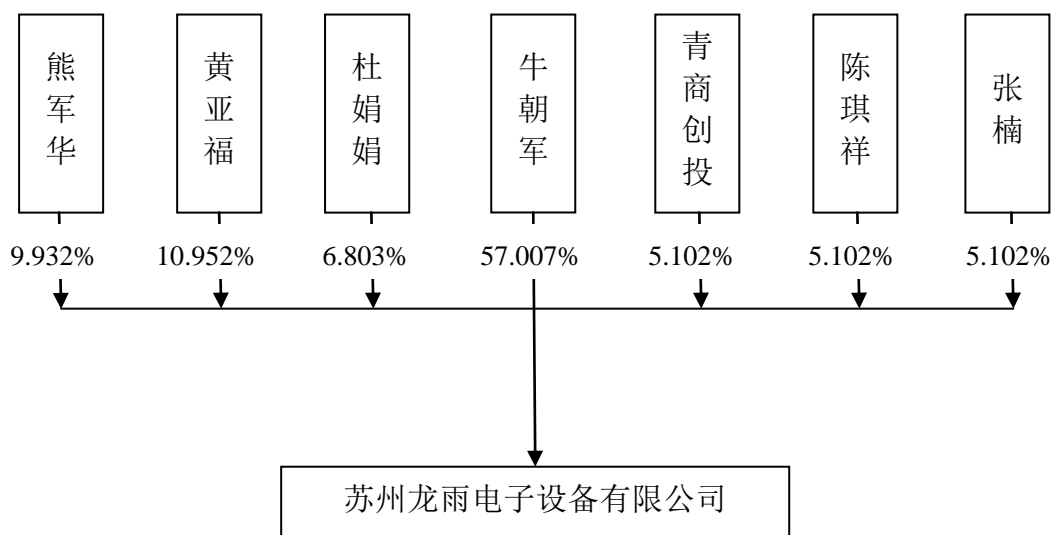 熊军华
黄亚福
杜娟娟
牛朝军
青商创投
陈琪祥
张楠
9.932%
10.952%
6.803%
57.007%
5.102%
5.102%
5.102%
苏州龙雨电子设备有限公司